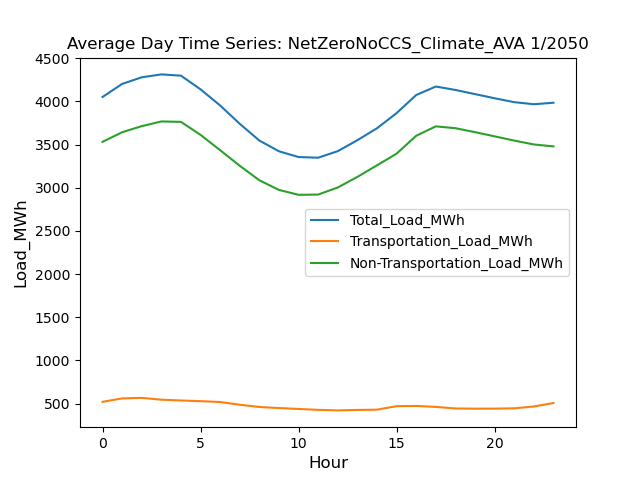 Average Day Time Series: NetZeroNoCCS_Climate_AVA 1/2050
Load_MWh
4500
4000
3500
3000
2500
2000
1500
1000
500
Total_Load_MWh
Transportation_Load_MWh
Non-Transportation_Load_MWh
0 5 10 15 20
Hour